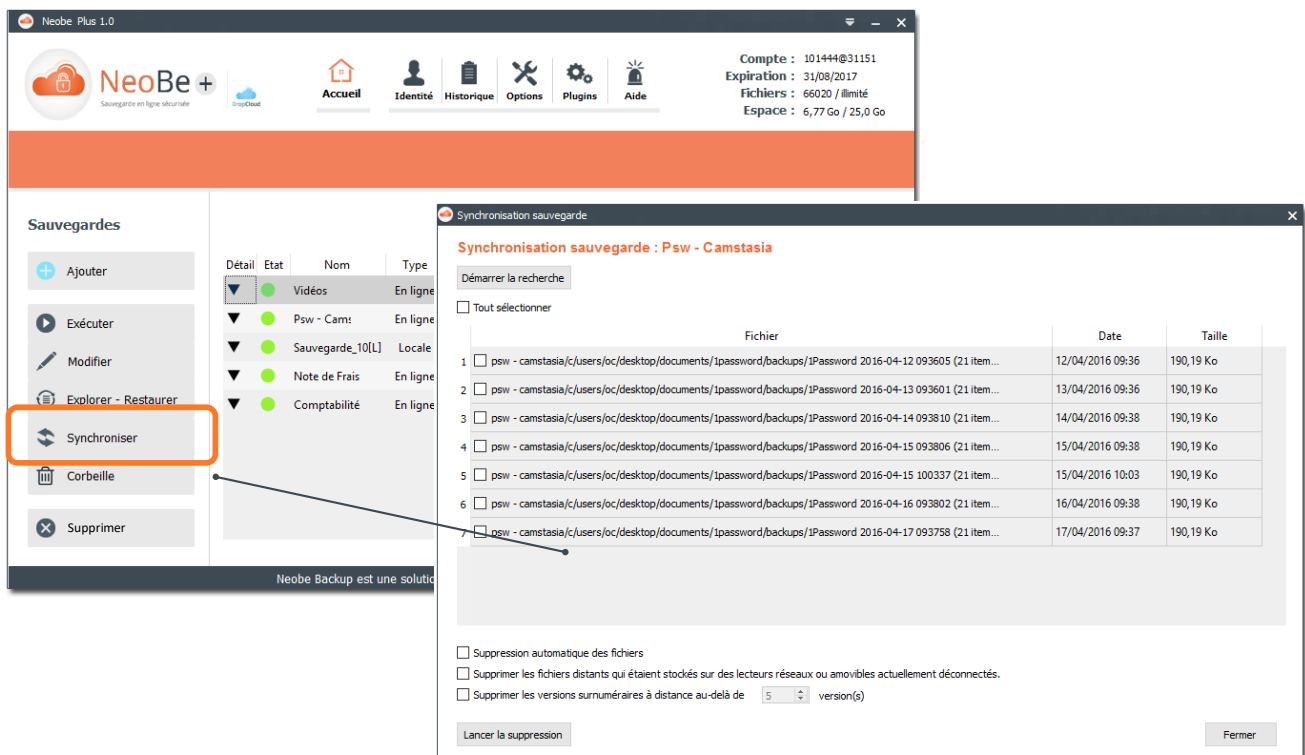 Neobe Plus 1.0
NeoBe +
Sauvegarde en ligne sécurisée
DropCloud
Accueil
Identité
Historique
Options
Plugins
Aide
Compte : 101444@31151
Expiration : 31/08/2017
Fichiers : 66020 / illimité
Espace : 6,77 Go / 25,0 Go
Sauvegardes
Ajouter
Exécuter
Modifier
Explorer - Restaurer
Synchroniser
Corbeille
Supprimer
Détail Etat Nom Type
Vidéos En ligne
Psw - Cams En ligne
Sauvegarde_10[L] Locale
Note de Frais En ligne
Comptabilité En ligne
Neobe Backup est une solutio
Synchronisation sauvegarde
Synchronisation sauvegarde : Psw - Camstasia
Démarrer la recherche
Tout sélectionner
Fichier Date Taille
1 psw - camstasia/c/users/oc/desktop/documents/1password/backups/1Password 2016-04-12 093605 (21 item... 12/04/2016 09:36 190,19 Ko
2 psw - camstasia/c/users/oc/desktop/documents/1password/backups/1Password 2016-04-13 093601 (21 item... 13/04/2016 09:36 190,19 Ko
3 psw - camstasia/c/users/oc/desktop/documents/1password/backups/1Password 2016-04-14 093810 (21 item... 14/04/2016 09:38 190,19 Ko
4 psw - camstasia/c/users/oc/desktop/documents/1password/backups/1Password 2016-04-15 093806 (21 item... 15/04/2016 09:38 190,19 Ko
5 psw - camstasia/c/users/oc/desktop/documents/1password/backups/1Password 2016-04-15 100337 (21 item... 15/04/2016 10:03 190,19 Ko
6 psw - camstasia/c/users/oc/desktop/documents/1password/backups/1Password 2016-04-16 093802 (21 item... 16/04/2016 09:38 190,19 Ko
7 psw - camstasia/c/users/oc/desktop/documents/1password/backups/1Password 2016-04-17 093758 (21 item... 17/04/2016 09:37 190,19 Ko
Suppression automatique des fichiers
Supprimer les fichiers distants qui étaient stockés sur des lecteurs réseaux ou amovibles actuellement déconnectés.
Supprimer les versions surnuméraires à distance au-delà de 5 version(s)
Lancer la suppression
Fermer